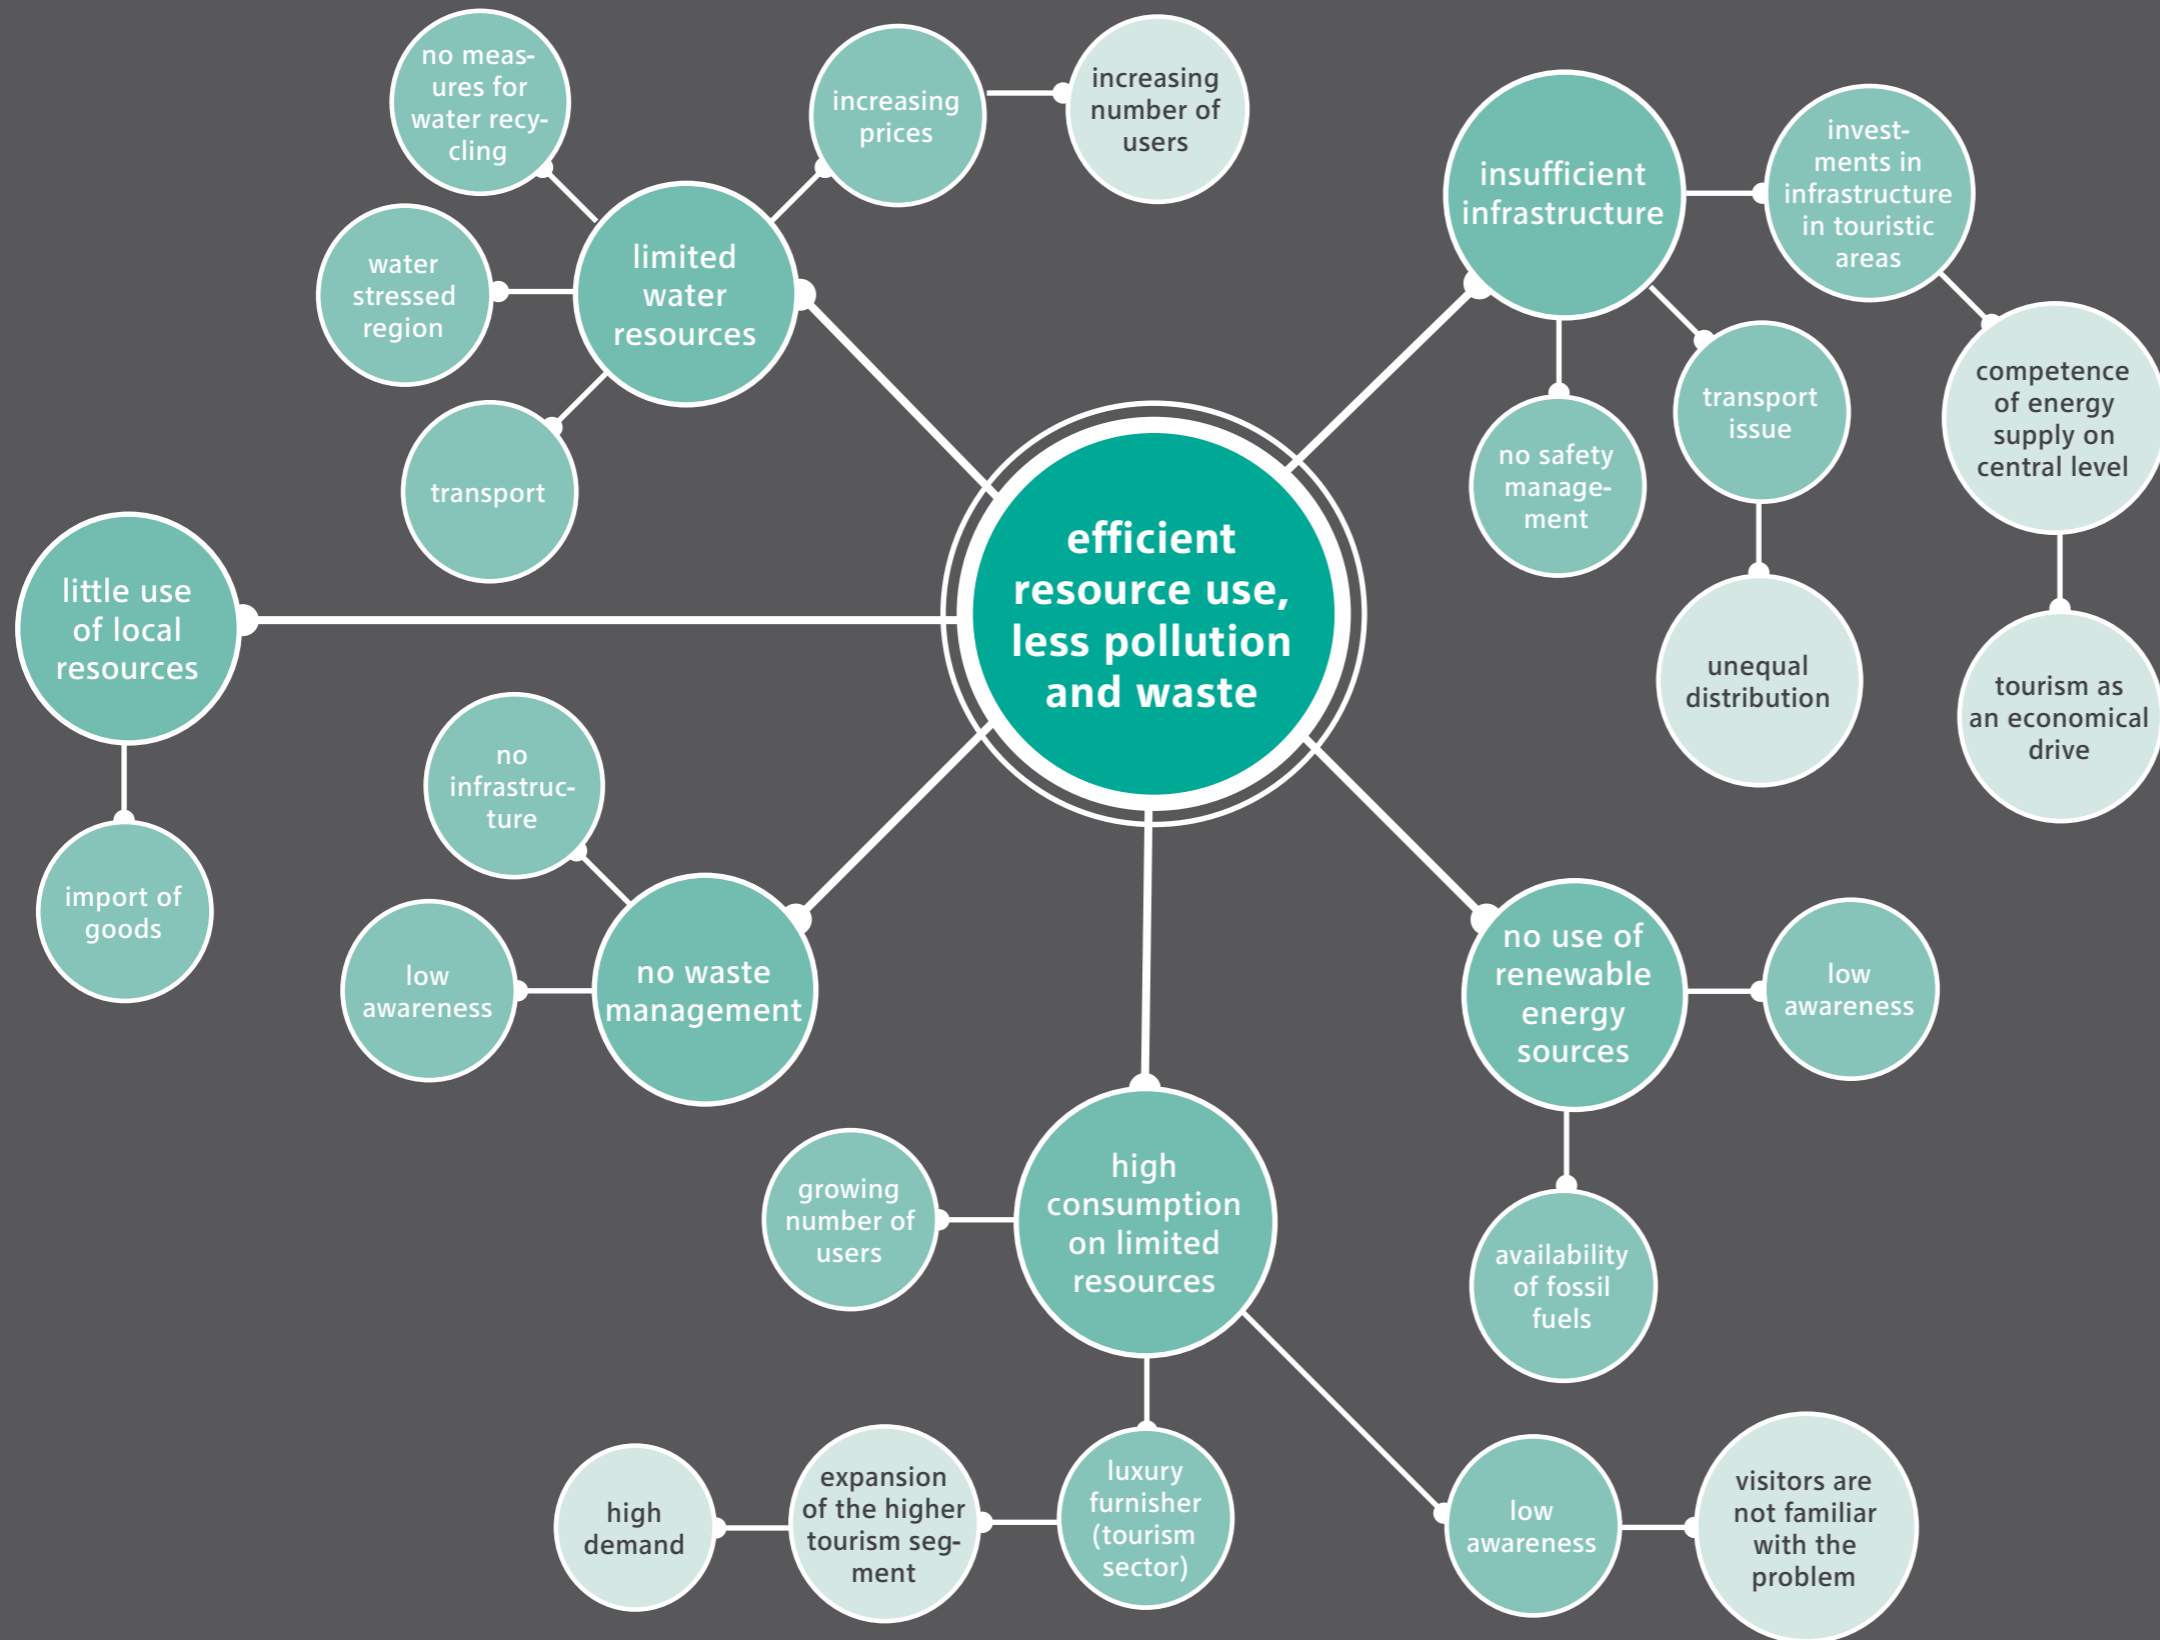 no meas-
ures for
water recy-
cling
increasing
prices
increasing
number of
users
water
stressed
region
limited
water
resources
transport
insufficient
infrastructure
invest-
ments in
infrastructure
in touristic
areas
competence
of energy
supply on
central level
transport
issue
no safety
manage-
ment
unequal
distribution
tourism as
an economical
drive
efficient
resource use,
less pollution
and waste
little use
of local
resources
import of
goods
no
infrastruc-
ture
low
awareness
no waste
management
no use of
renewable
energy
sources
low
awareness
availability
of fossil
fuels
high
consumption
on limited
resources
growing
number of
users
high
demand
expansion
of the higher
tourism seg-
ment
luxury
furnisher
(tourism
sector)
low
awareness
visitors are
not familiar
with the
problem